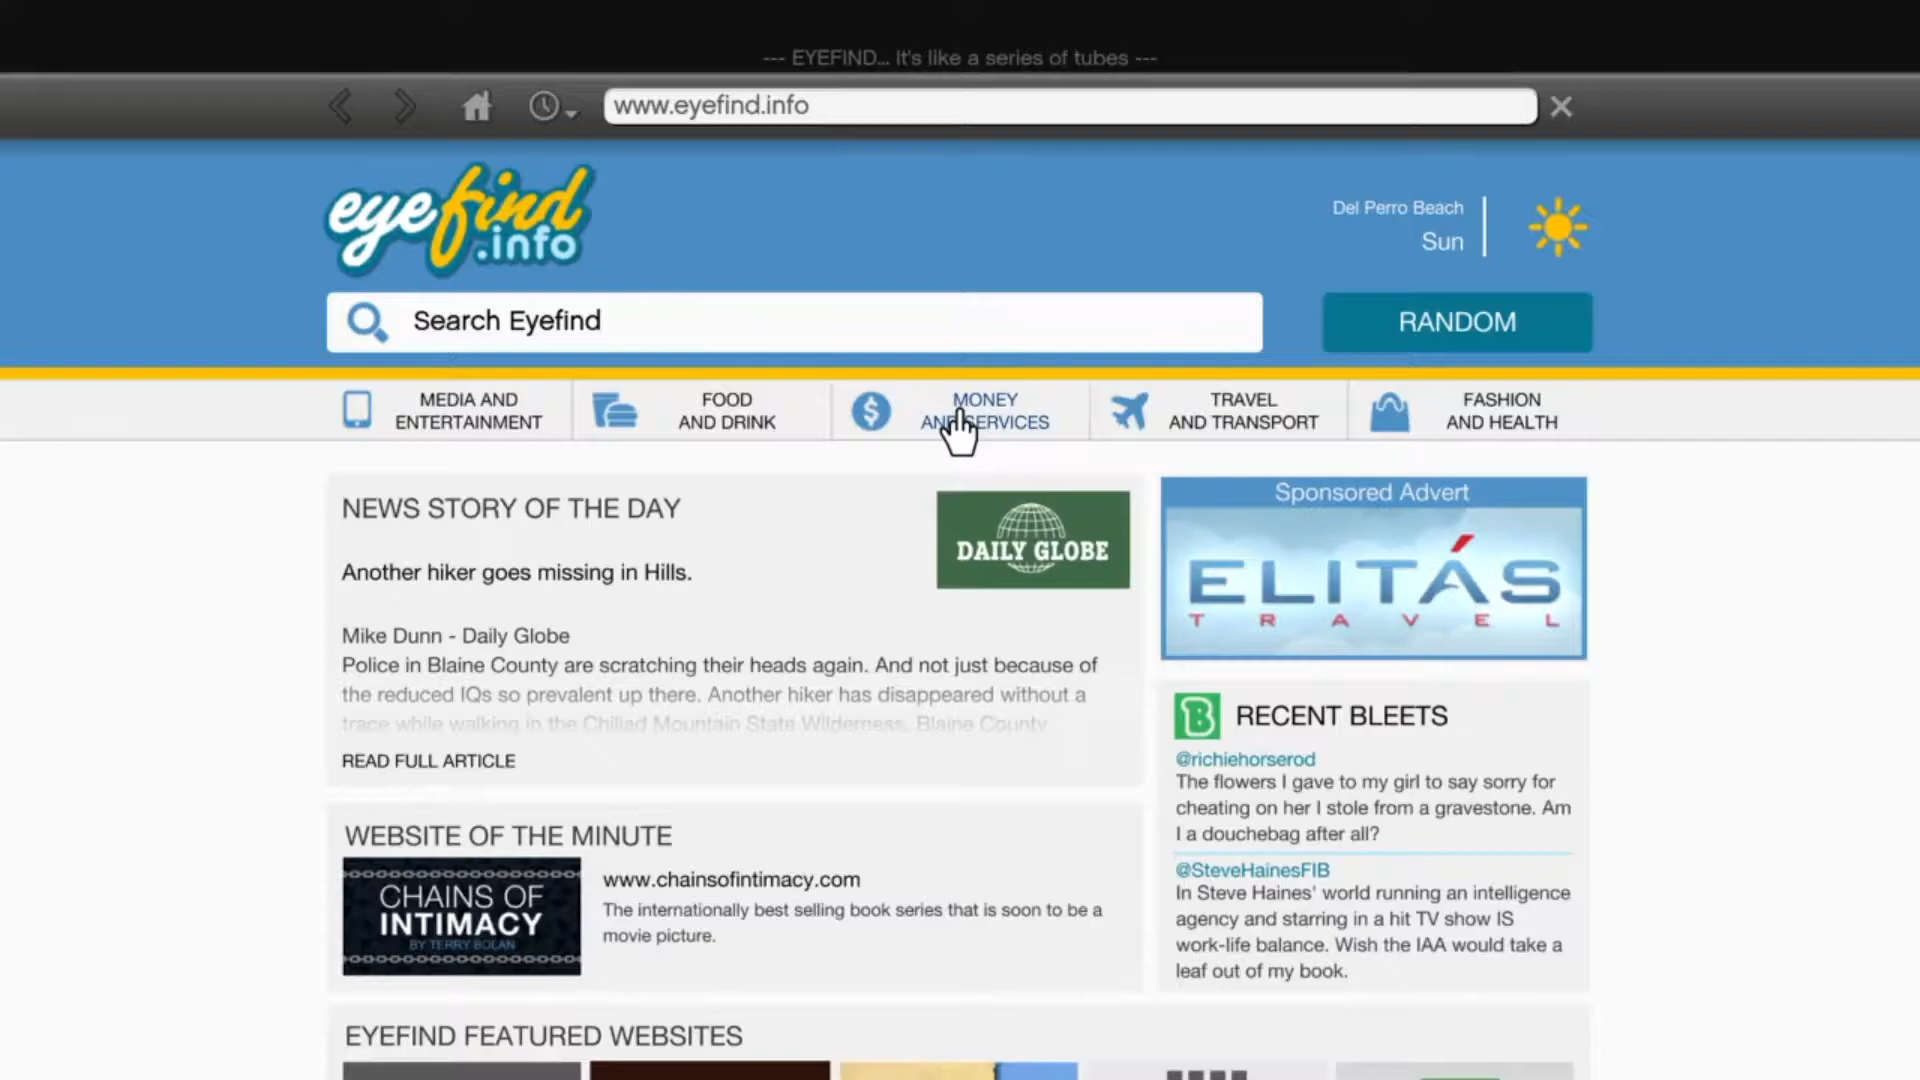 --- EYEFIND... It's like a series of tubes ---
www.eyefind.info
eyefind
.info
Del Perro Beach
Sun
Search Eyefind
RANDOM
MEDIA AND
ENTERTAINMENT
FOOD
AND DRINK
MONEY
AND SERVICES
TRAVEL
AND TRANSPORT
FASHION
AND HEALTH
NEWS STORY OF THE DAY
DAILY GLOBE
Another hiker goes missing in Hills.
Mike Dunn - Daily Globe
Police in Blaine County are scratching their heads again. And not just because of
the reduced IQs so prevalent up there. Another hiker has disappeared without a
trace while walking in the Chiliad Mountain State Wilderness. Blaine County
READ FULL ARTICLE
Sponsored Advert
ELITÁS
TRAVEL
RECENT BLEETS
@richiehorserod
The flowers I gave to my girl to say sorry for
cheating on her I stole from a gravestone. Am
I a douchebag after all?
@SteveHainesFIB
In Steve Haines' world running an intelligence
agency and starring in a hit TV show IS
work-life balance. Wish the IAA would take a
leaf out of my book.
WEBSITE OF THE MINUTE
CHAINS OF
INTIMACY
BY TERRY BOLAN
www.chainsofintimacy.com
The internationally best selling book series that is soon to be a
movie picture.
EYEFIND FEATURED WEBSITES